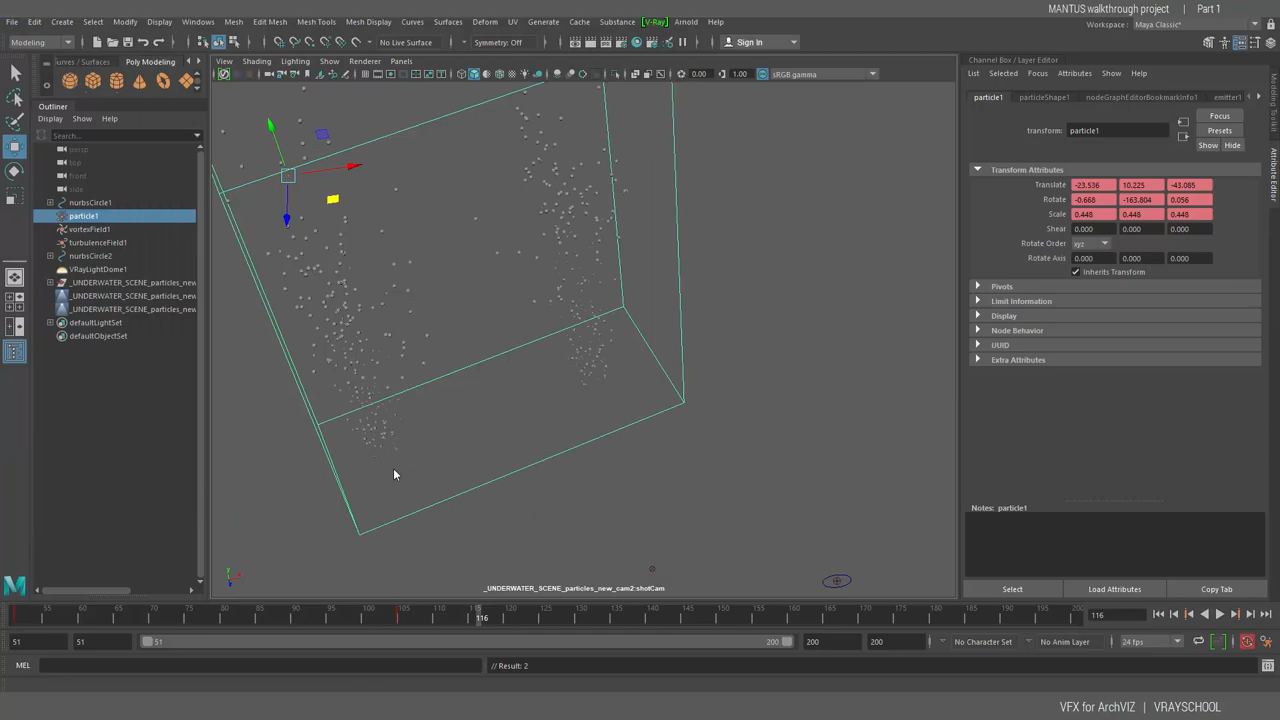 MANTUS walkthrough project | Part 1
File Edit Create Select Modify Display Windows Mesh Edit Mesh Mesh Tools Mesh Display Curves Surfaces Deform UV Generate Cache Substance [V-Ray] Arnold Help
Workspace : Maya Classic*
Modeling No Live Surface Symmetry: Off Sign In
urves / Surfaces Poly Modeling
View Shading Lighting Show Renderer Panels
Channel Box / Layer Editor
0.00 1.00 sRGB gamma
List Selected Focus Attributes Show Help
Outliner
Display Show Help
Search...
persp
top
front
side
nurbsCircle1
particle1
vortexField1
turbulenceField1
nurbsCircle2
VRayLightDome1
_UNDERWATER_SCENE_particles_new
_UNDERWATER_SCENE_particles_new
_UNDERWATER_SCENE_particles_new
defaultLightSet
defaultObjectSet
particle1 particleShape1 nodeGraphEditorBookmarkInfo1 emitter1
Focus
transform: particle1 Presets
Show Hide
Transform Attributes
Translate -23.536 10.225 -43.085
Rotate -0.668 -163.804 0.056
Scale 0.448 0.448 0.448
Shear 0.000 0.000 0.000
Rotate Order xyz
Rotate Axis 0.000 0.000 0.000
Inherits Transform
Pivots
Limit Information
Display
Node Behavior
UUID
Extra Attributes
Modeling Toolkit
Attribute Editor
Notes: particle1
Select Load Attributes Copy Tab
_UNDERWATER_SCENE_particles_new_cam2:shotCam
55 60 65 70 75 80 85 90 95 100 105 110 115 116 120 125 130 135 140 145 150 155 160 165 170 175 180 185 190 195 200 116
51 51 51 200 200 200 No Character Set No Anim Layer 24 fps
MEL // Result: 2
VFX for ArchVIZ | VRAYSCHOOL